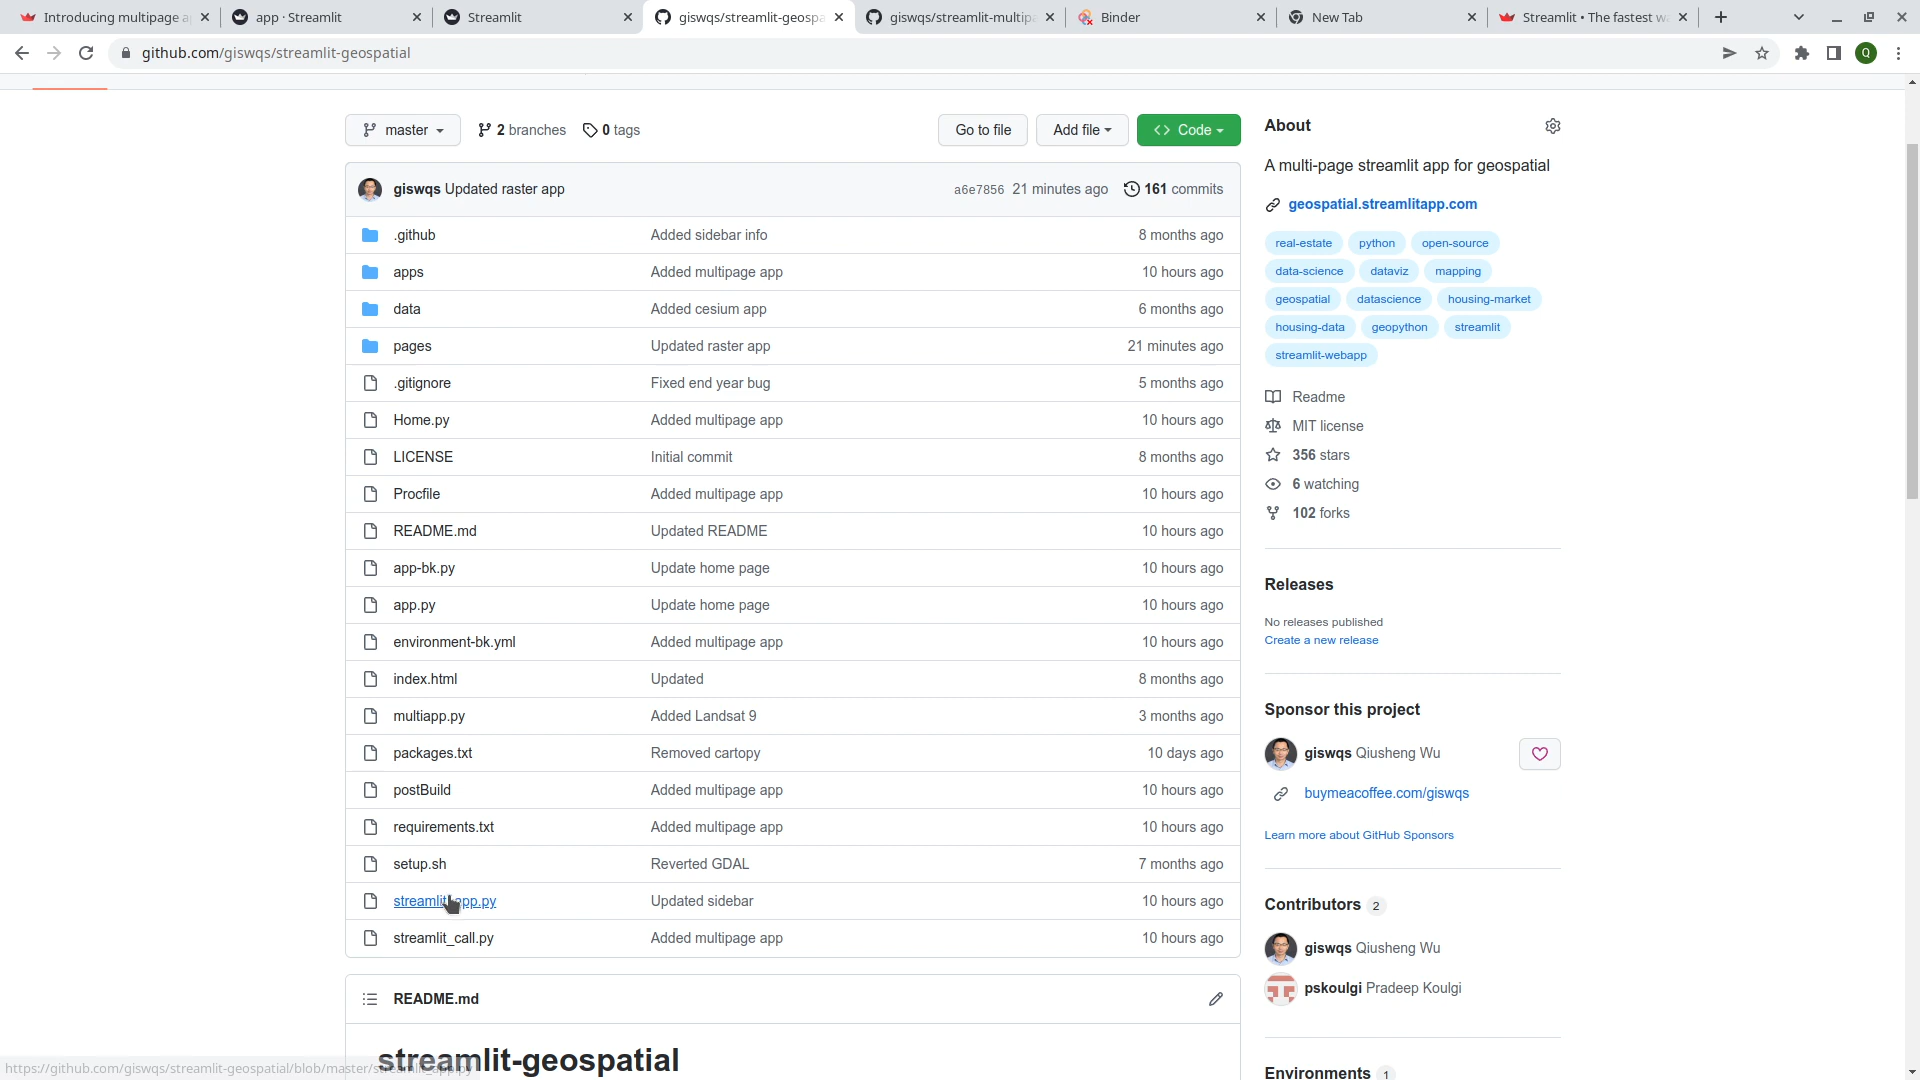 Introducing multipage a
app · Streamlit
Streamlit
giswqs/streamlit-geospa
giswqs/streamlit-multipa
Binder
New Tab
Streamlit • The fastest w
github.com/giswqs/streamlit-geospatial
Q
master
2 branches
0 tags
Go to file
Add file
Code
giswqs Updated raster app
a6e7856 21 minutes ago
161 commits
.github Added sidebar info 8 months ago
apps Added multipage app 10 hours ago
data Added cesium app 6 months ago
pages Updated raster app 21 minutes ago
.gitignore Fixed end year bug 5 months ago
Home.py Added multipage app 10 hours ago
LICENSE Initial commit 8 months ago
Procfile Added multipage app 10 hours ago
README.md Updated README 10 hours ago
app-bk.py Update home page 10 hours ago
app.py Update home page 10 hours ago
environment-bk.yml Added multipage app 10 hours ago
index.html Updated 8 months ago
multiapp.py Added Landsat 9 3 months ago
packages.txt Removed cartopy 10 days ago
postBuild Added multipage app 10 hours ago
requirements.txt Added multipage app 10 hours ago
setup.sh Reverted GDAL 7 months ago
streamlit_app.py Updated sidebar 10 hours ago
streamlit_call.py Added multipage app 10 hours ago
README.md
streamlit-geospatial
About
A multi-page streamlit app for geospatial
geospatial.streamlitapp.com
real-estate python open-source
data-science dataviz mapping
geospatial datascience housing-market
housing-data geopython streamlit
streamlit-webapp
Readme
MIT license
356 stars
6 watching
102 forks
Releases
No releases published
Create a new release
Sponsor this project
giswqs Qiusheng Wu
buymeacoffee.com/giswqs
Learn more about GitHub Sponsors
Contributors 2
giswqs Qiusheng Wu
pskoulgi Pradeep Koulgi
Environments 1
https://github.com/giswqs/streamlit-geospatial/blob/master/streamlit_app.py